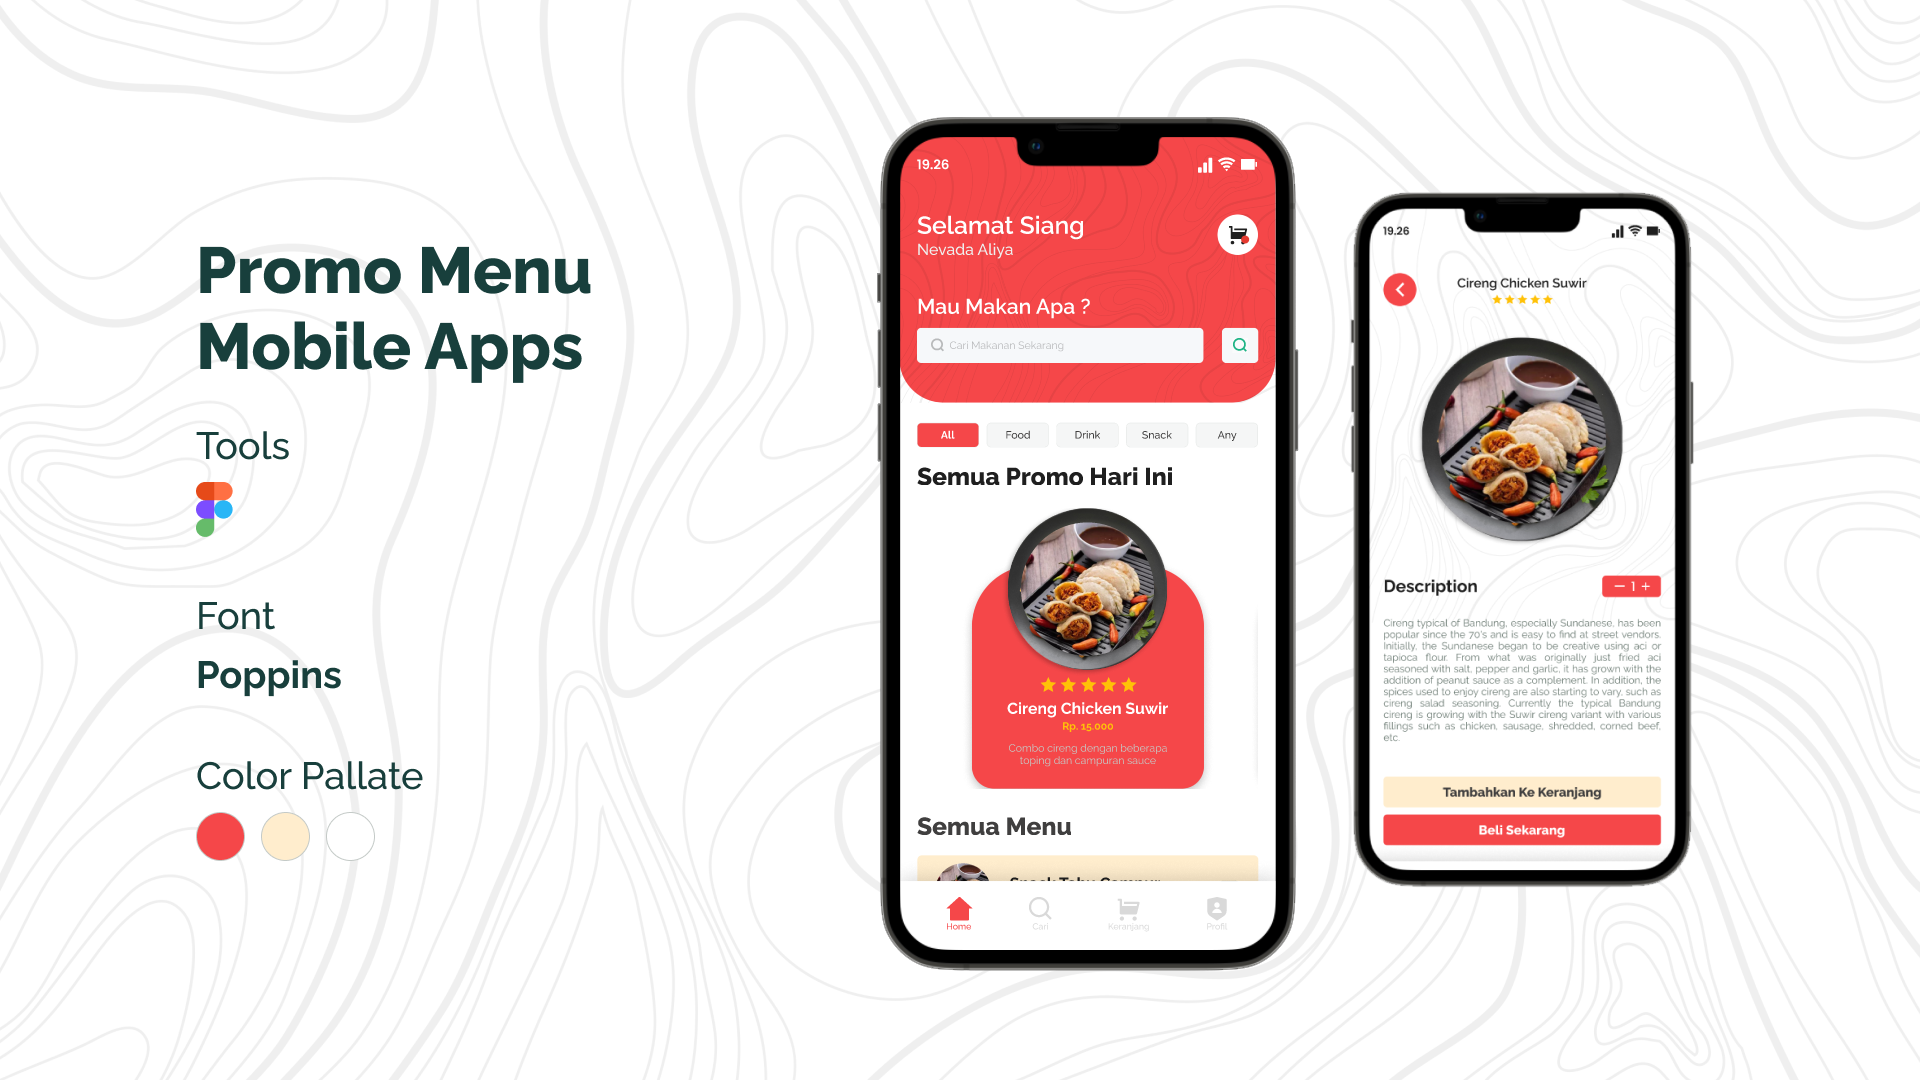 Promo Menu
Mobile Apps
Tools
Font
Poppins
Color Pallate
19.26
Selamat Siang
Nevada Aliya
Mau Makan Apa ?
Cari Makanan Sekarang
All
Food
Drink
Snack
Any
Semua Promo Hari Ini
Cireng Chicken Suwir
Rp. 15.000
Combo cireng dengan beberapa
toping dan campuran sauce
Semua Menu
Snack Tahu Campur
Home
Cari
Keranjang
Profil
19.26
Cireng Chicken Suwir
Description
1
Cireng typical of Bandung, especially Sundanese, has been
popular since the 70's and is easy to find at street vendors.
Initially, the Sundanese began to be creative using aci or
tapioca flour. From what was originally just fried aci
seasoned with salt, pepper and garlic, it has grown with the
addition of peanut sauce as a complement. In addition, the
spices used to enjoy cireng are also starting to vary, such as
cireng salad seasoning. Currently the typical Bandung
cireng is growing with the Suwir cireng variant with various
fillings such as chicken, sausage, shredded, corned beef,
etc.
Tambahkan Ke Keranjang
Beli Sekarang